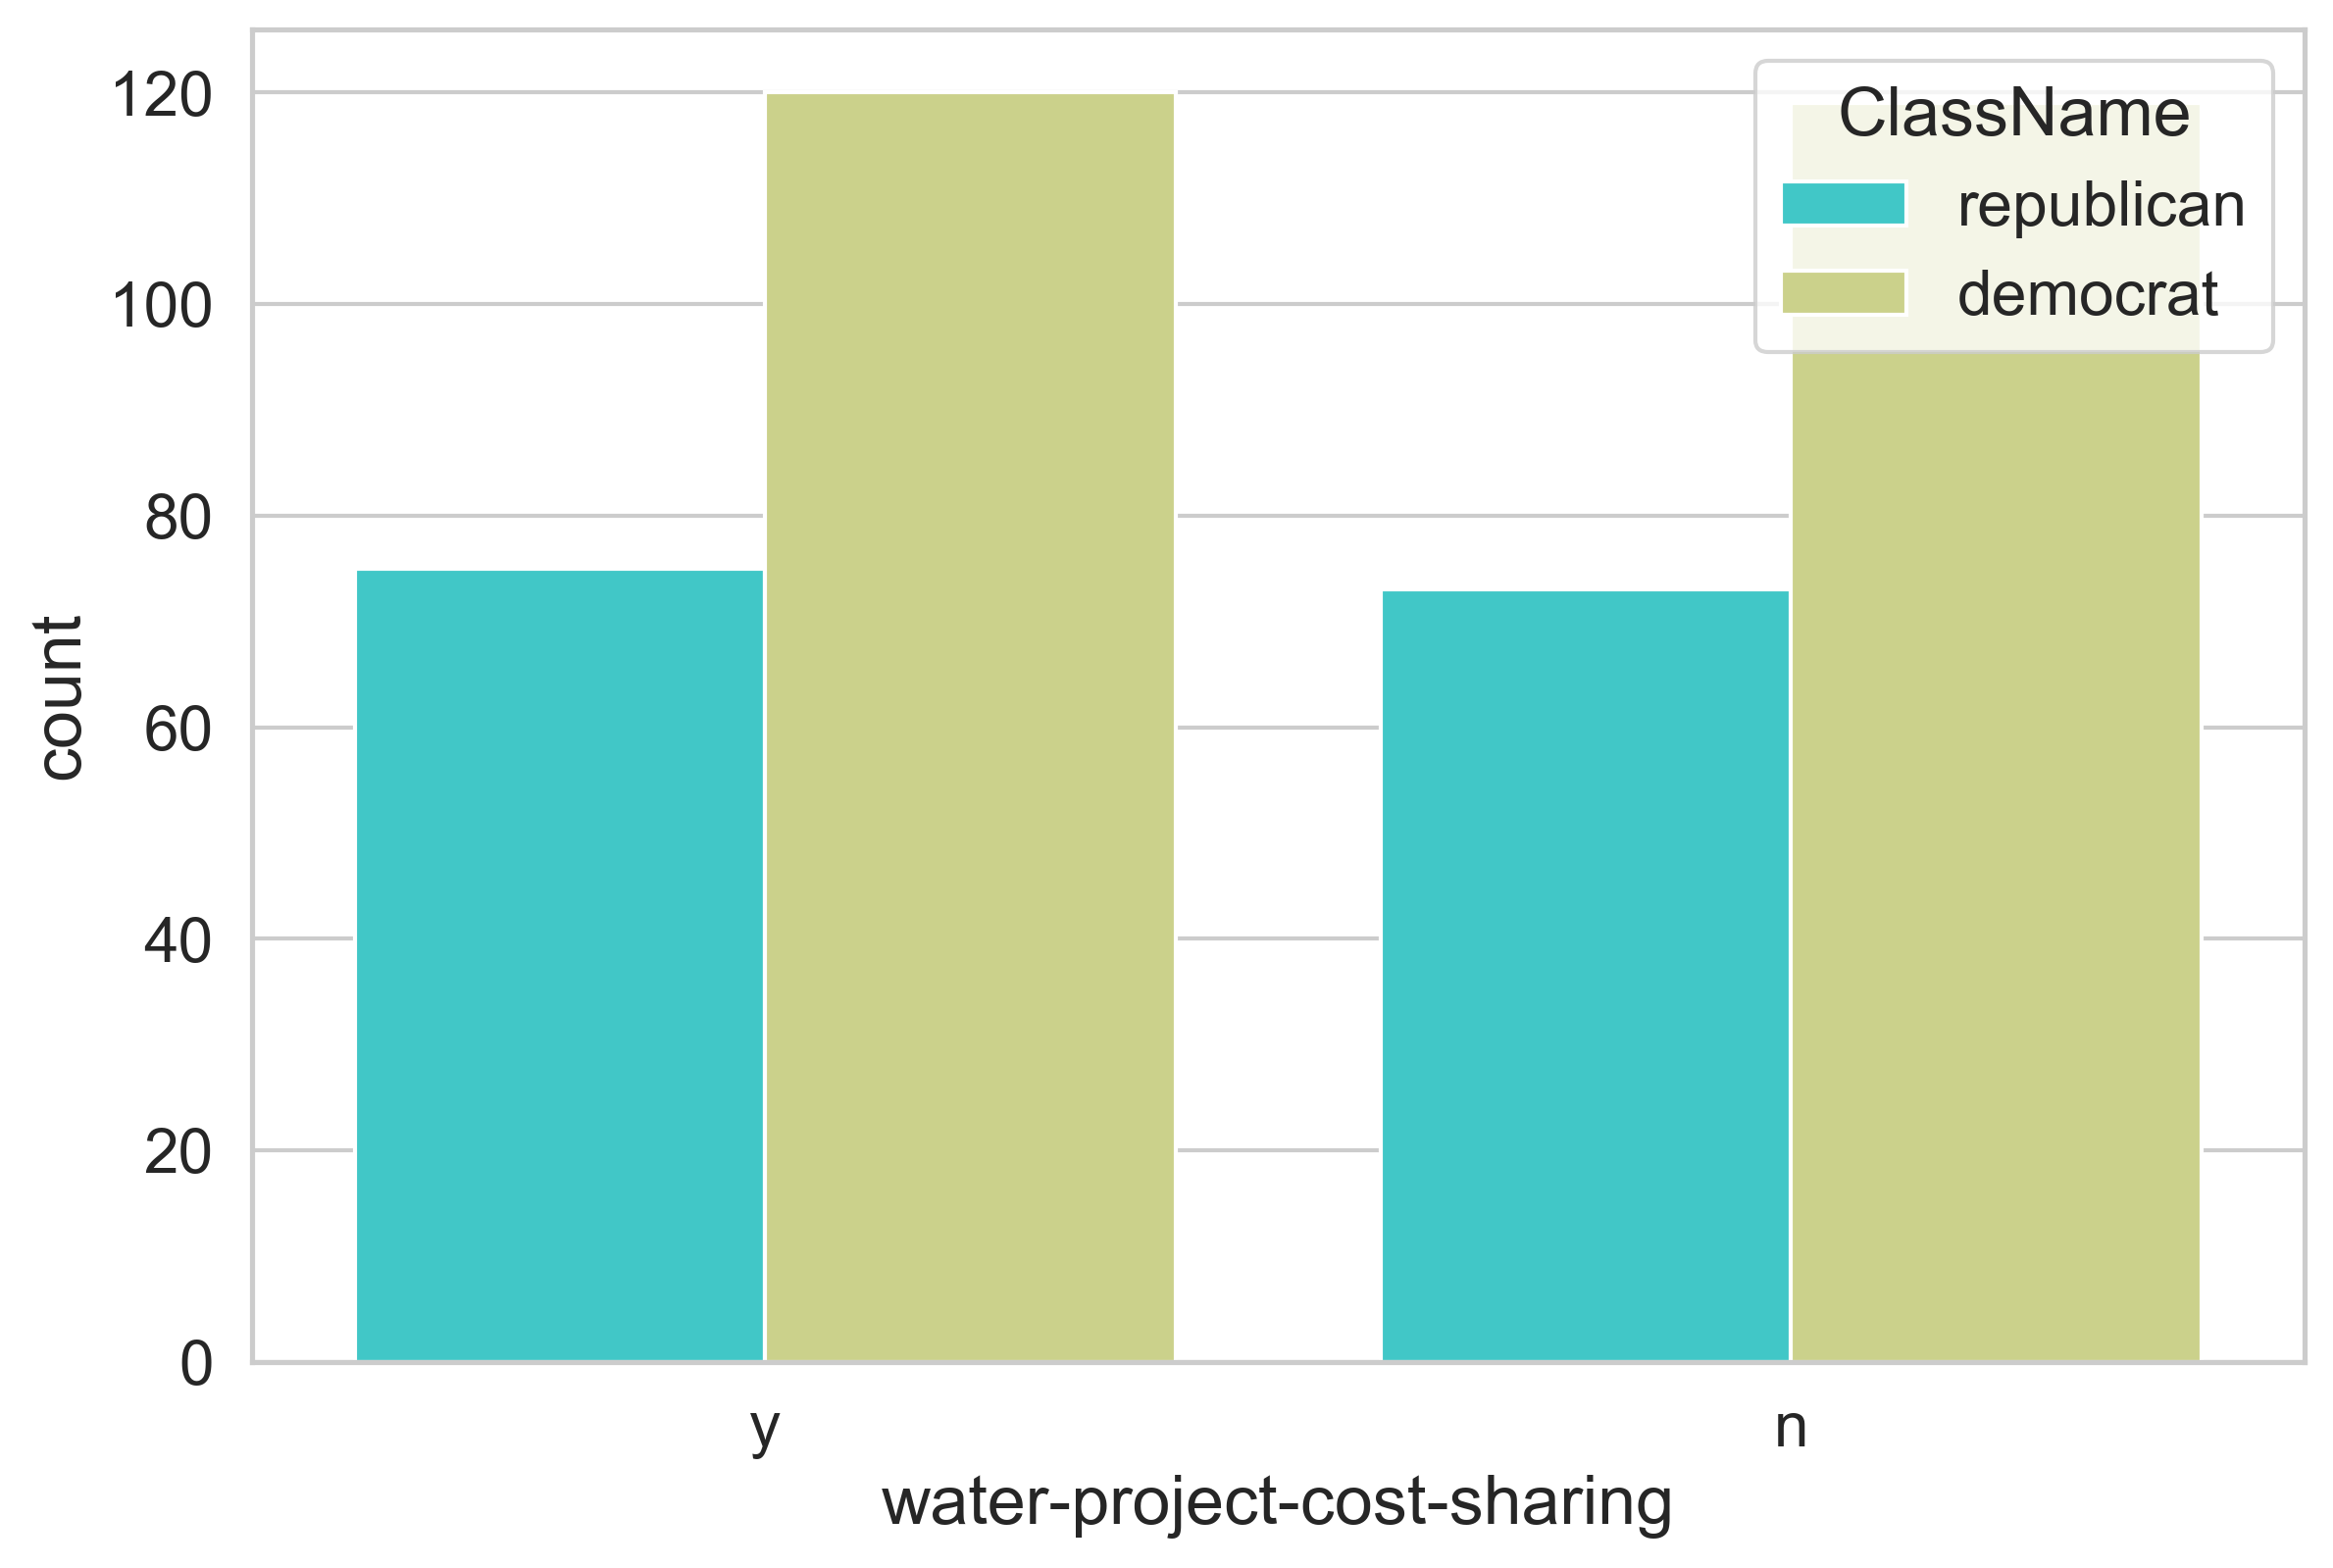 120
100
80
60
40
20
0
count
ClassName
republican
democrat
y
n
water-project-cost-sharing